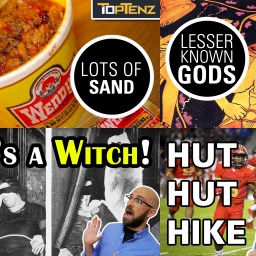 TOPTENZ
WENDY
LOTS OF
SAND
LESSER
KNOWN
GODS
'S A WITCH!
HUT
HUT
HIKE